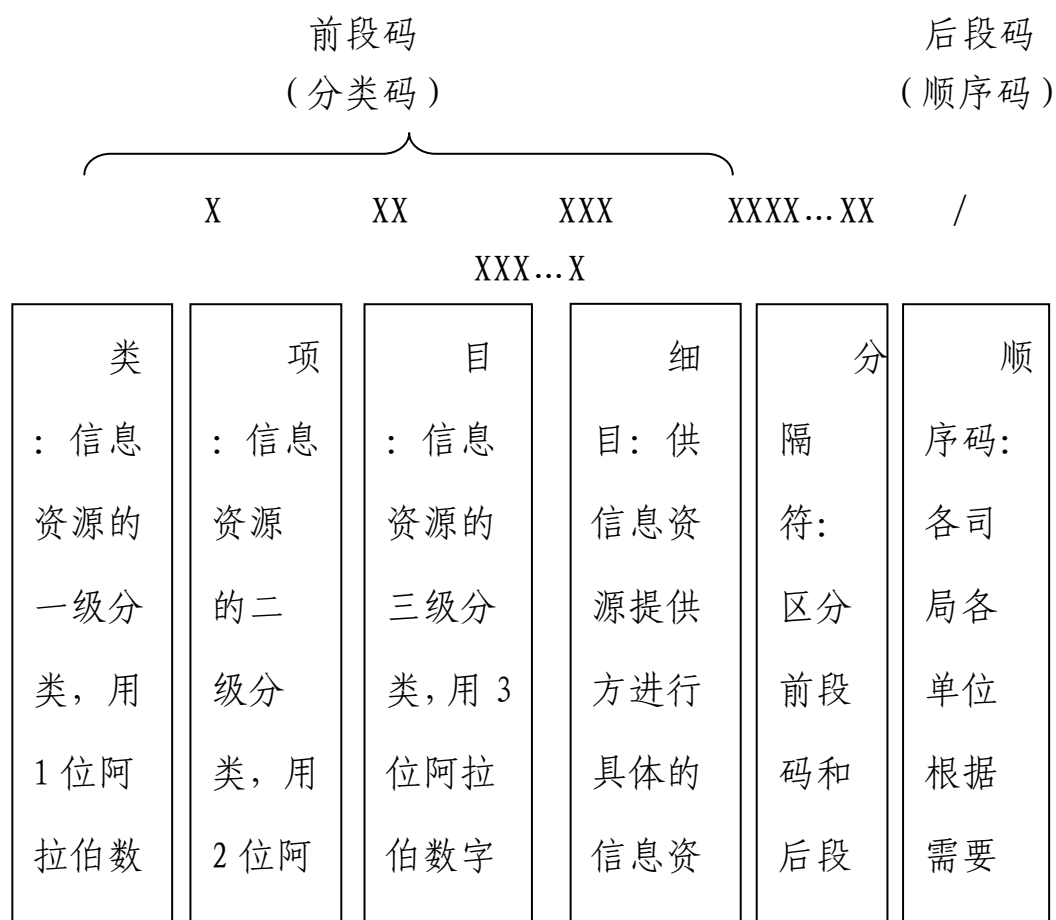 前段码 后段码
（分类码） （顺序码）
X XX XXX XXXX…XX /
XXX…X
类
：信息
资源的
一级分
类，用
1位阿
拉伯数
项
：信息
资源
的二
级分
类，用
2位阿
目
：信息
资源的
三级分
类，用3
位阿拉
伯数字
细
目：供
信息资
源提供
方进行
具体的
信息资
分
隔
符：
区分
前段
码和
后段
顺
序码：
各司
局各
单位
根据
需要